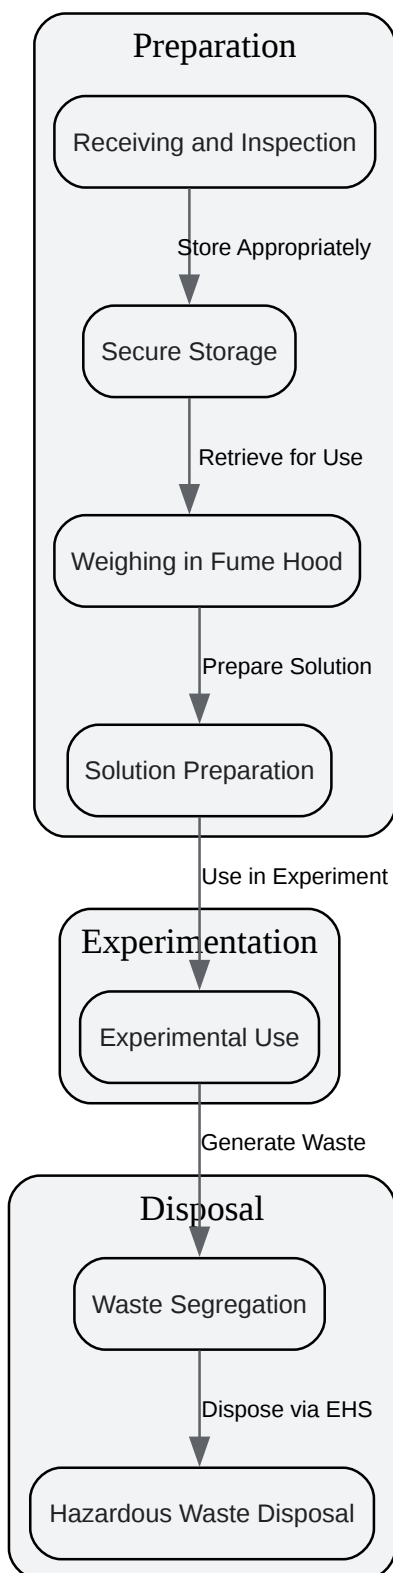 Preparation
Receiving and Inspection
Store Appropriately
Secure Storage
Retrieve for Use
Weighing in Fume Hood
Prepare Solution
Solution Preparation
Use in Experiment
Experimentation
Experimental Use
Generate Waste
Disposal
Waste Segregation
Dispose via EHS
Hazardous Waste Disposal